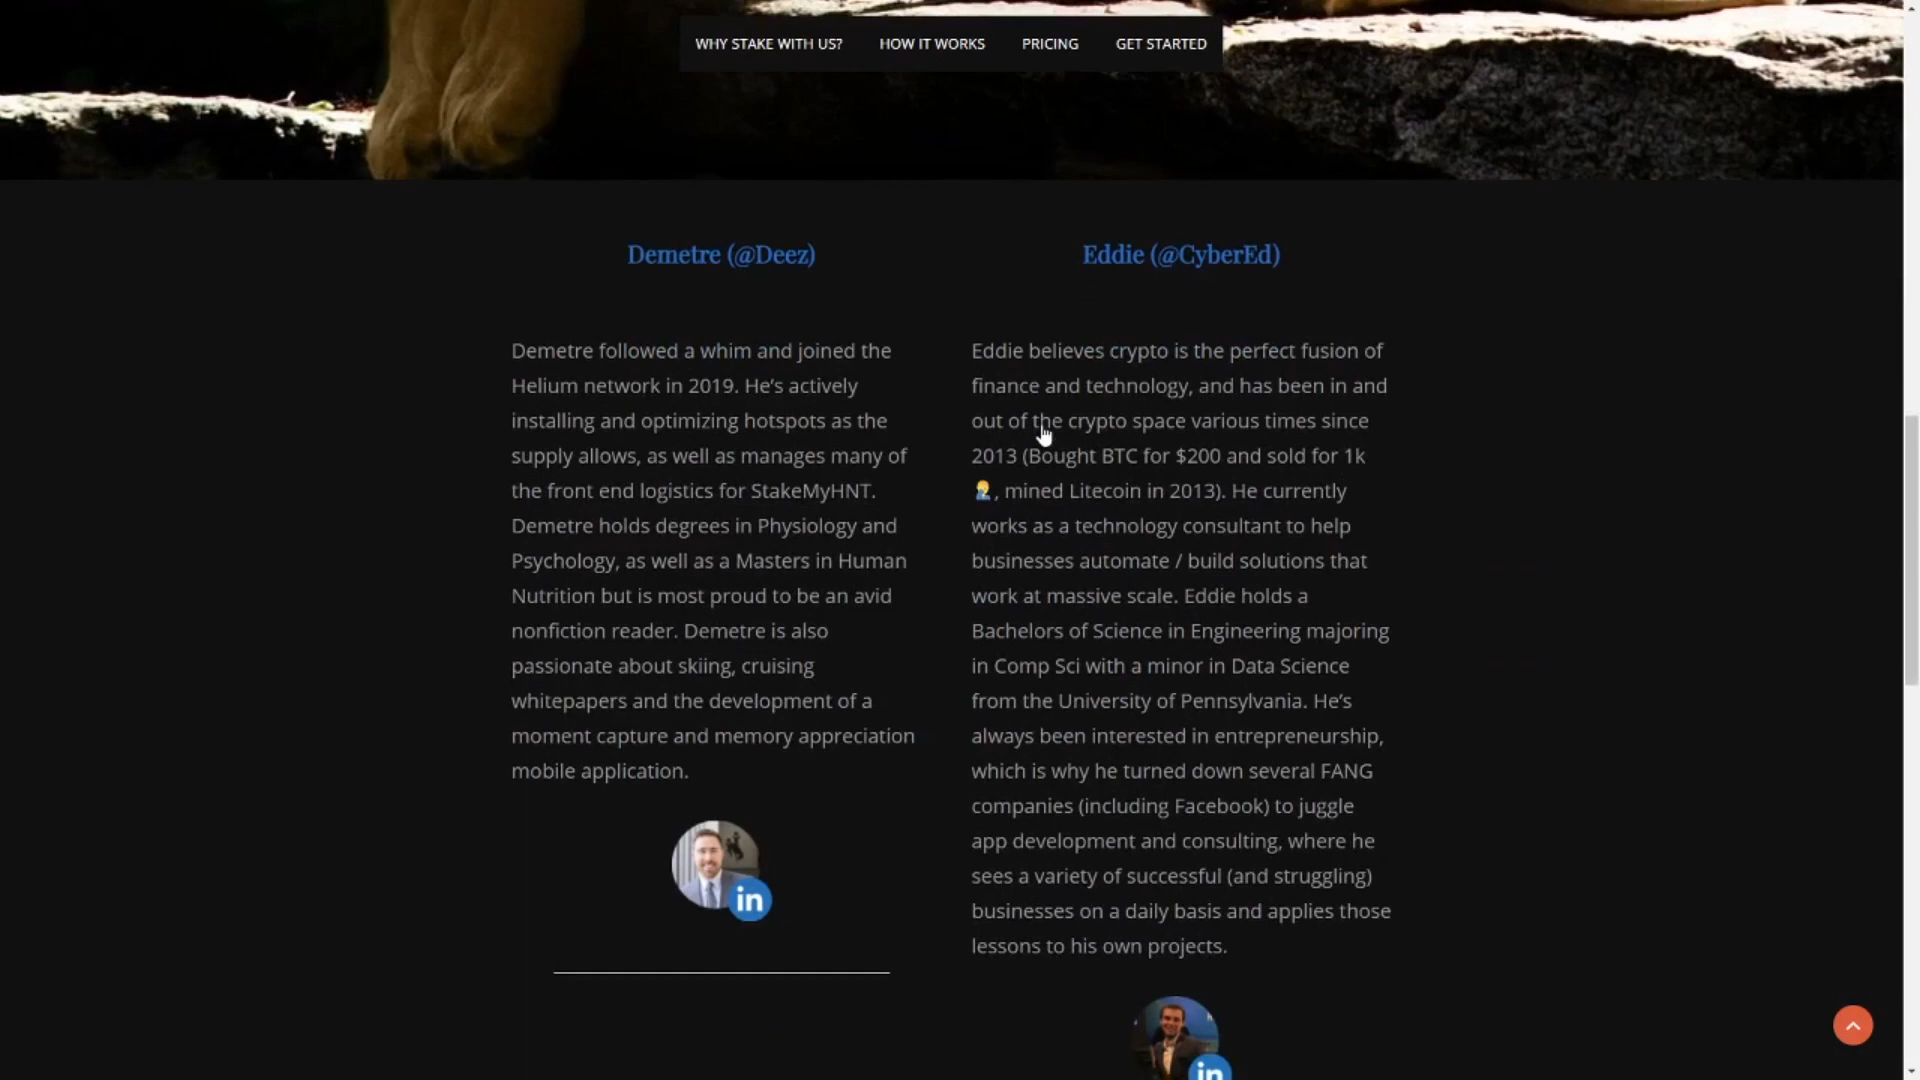 WHY STAKE WITH US? HOW IT WORKS PRICING GET STARTED
Demetre (@Deez)
Demetre followed a whim and joined the
Helium network in 2019. He's actively
installing and optimizing hotspots as the
supply allows, as well as manages many of
the front end logistics for StakeMyHNT.
Demetre holds degrees in Physiology and
Psychology, as well as a Masters in Human
Nutrition but is most proud to be an avid
nonfiction reader. Demetre is also
passionate about skiing, cruising
whitepapers and the development of a
moment capture and memory appreciation
mobile application.
in
Eddie (@CyberEd)
Eddie believes crypto is the perfect fusion of
finance and technology, and has been in and
out of the crypto space various times since
2013 (Bought BTC for $200 and sold for 1k
🤦‍♂️, mined Litecoin in 2013). He currently
works as a technology consultant to help
businesses automate / build solutions that
work at massive scale. Eddie holds a
Bachelors of Science in Engineering majoring
in Comp Sci with a minor in Data Science
from the University of Pennsylvania. He's
always been interested in entrepreneurship,
which is why he turned down several FANG
companies (including Facebook) to juggle
app development and consulting, where he
sees a variety of successful (and struggling)
businesses on a daily basis and applies those
lessons to his own projects.
in